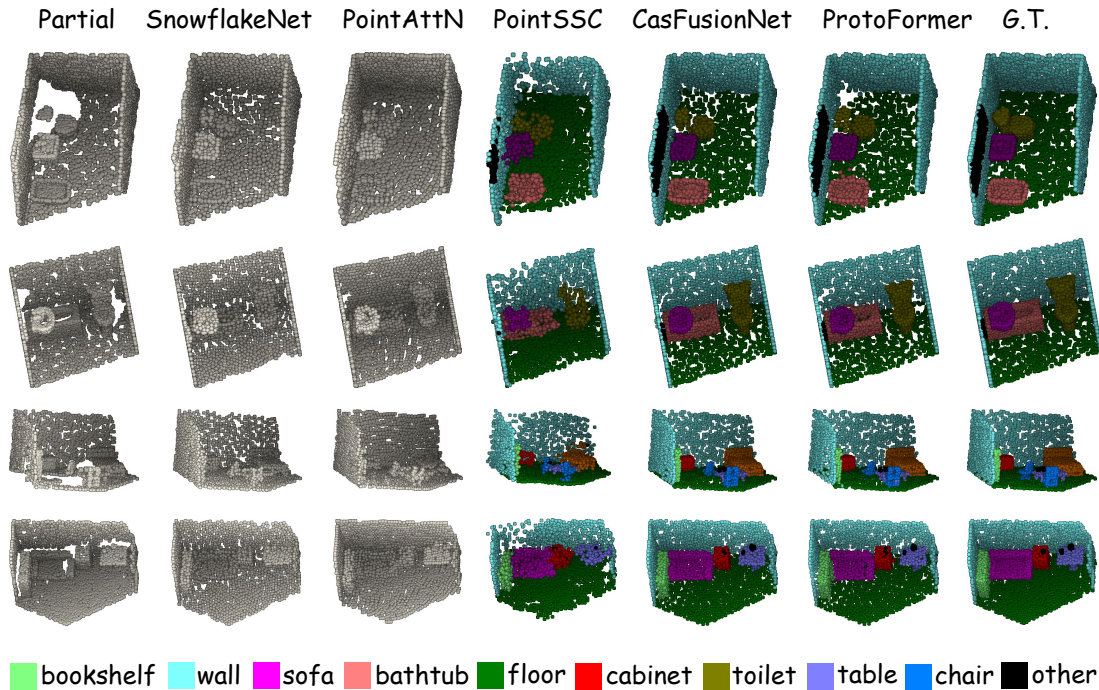 Partial SnowflakeNet PointAttN PointSSC CasFusionNet ProtoFormer G.T.
bookshelf wall sofa bathtub floor cabinet toilet table chair other